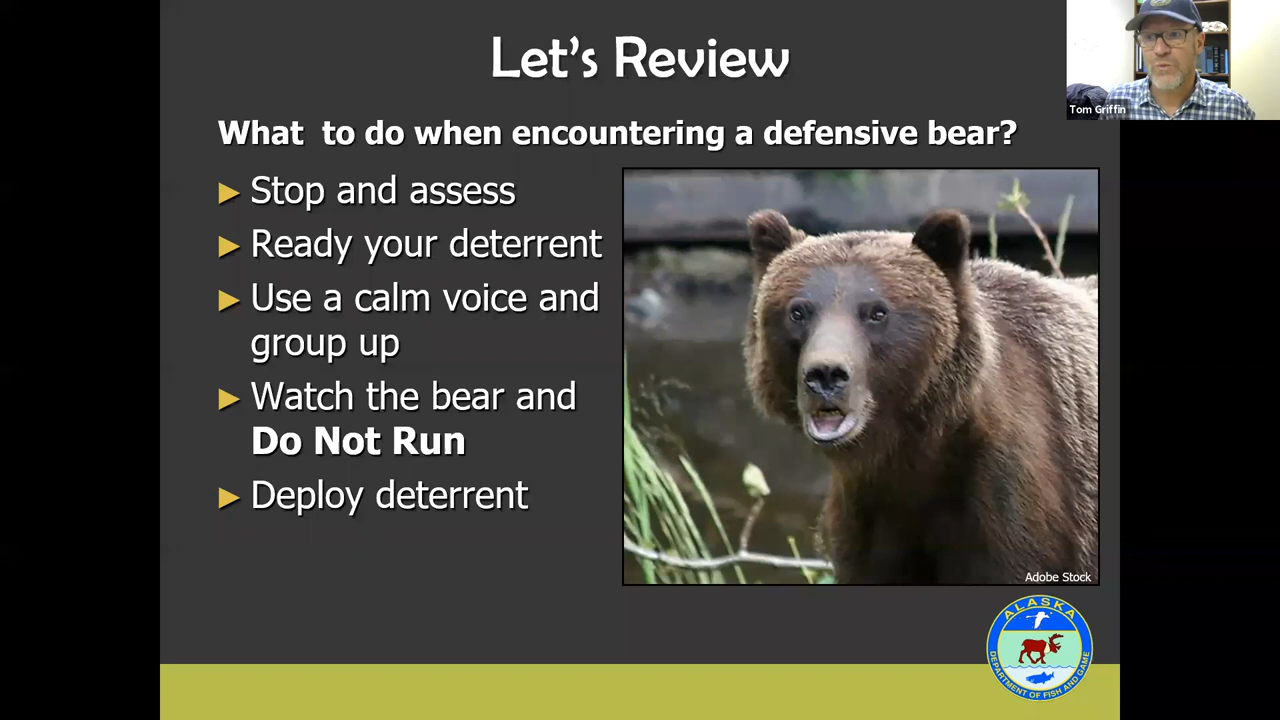 Let's Review
Tom Griffin
What to do when encountering a defensive bear?
► Stop and assess
► Ready your deterrent
► Use a calm voice and
group up
► Watch the bear and
Do Not Run
► Deploy deterrent
Adobe Stock
ALASKA
DEPARTMENT OF FISH AND GAME